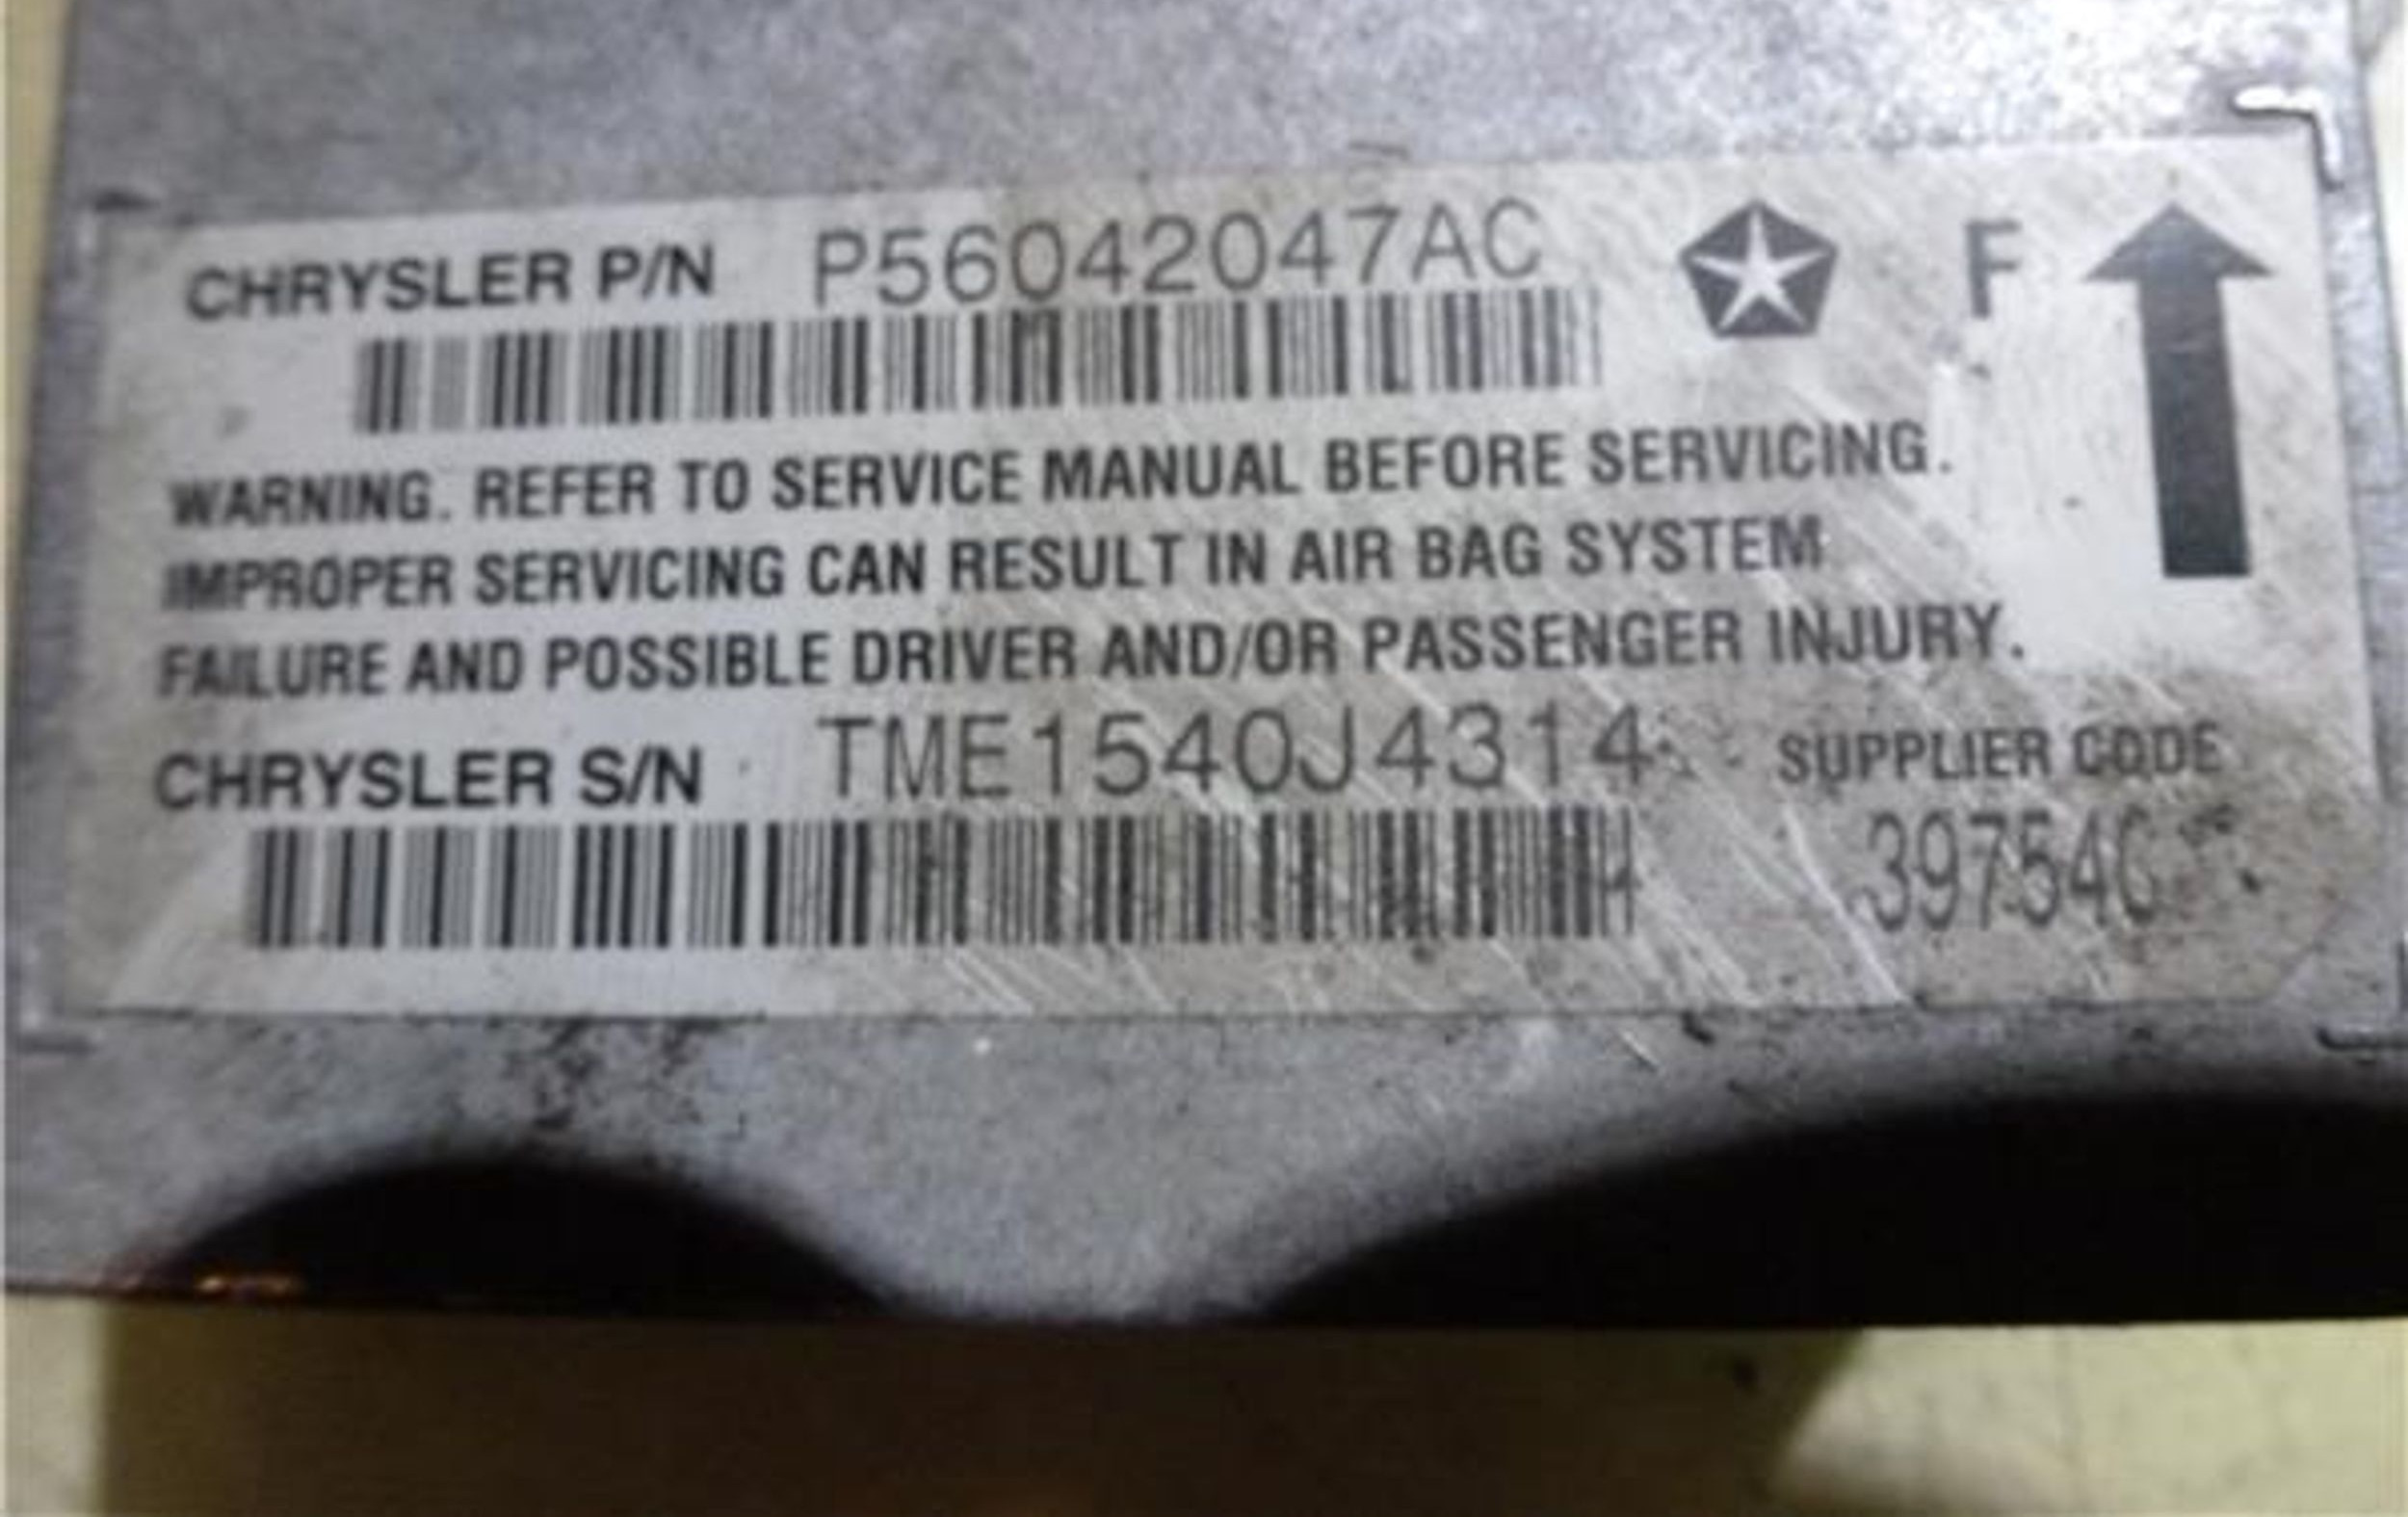 CHRYSLER P/N P56042047AC F
WARNING. REFER TO SERVICE MANUAL BEFORE SERVICING.
IMPROPER SERVICING CAN RESULT IN AIR BAG SYSTEM
FAILURE AND POSSIBLE DRIVER AND/OR PASSENGER INJURY.
CHRYSLER S/N TME1540J4314 SUPPLIER CODE
39754C